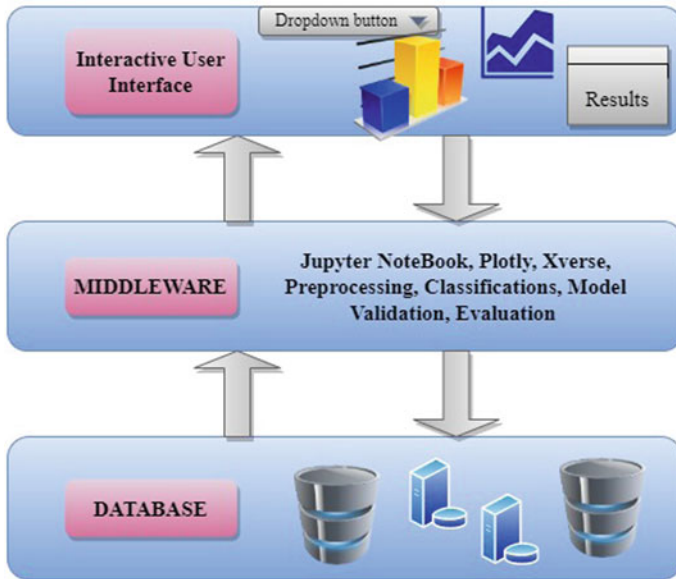 Dropdown button
Interactive User
Interface
Results
MIDDLEWARE
Jupyter NoteBook, Plotly, Xverse,
Preprocessing, Classifications, Model
Validation, Evaluation
DATABASE